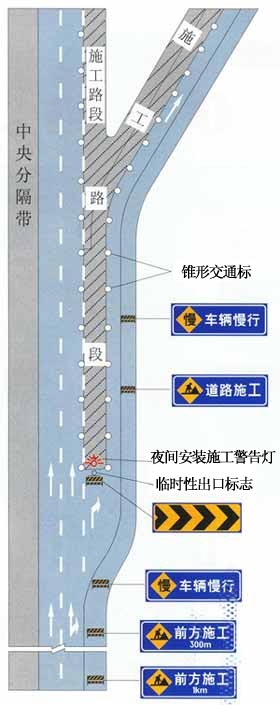 施
工
施工路段
中央分隔带
路
锥形交通标
慢 车辆慢行
段
道路施工
夜间安装施工警告灯
临时性出口标志
慢 车辆慢行
前方施工
300m
前方施工
1km